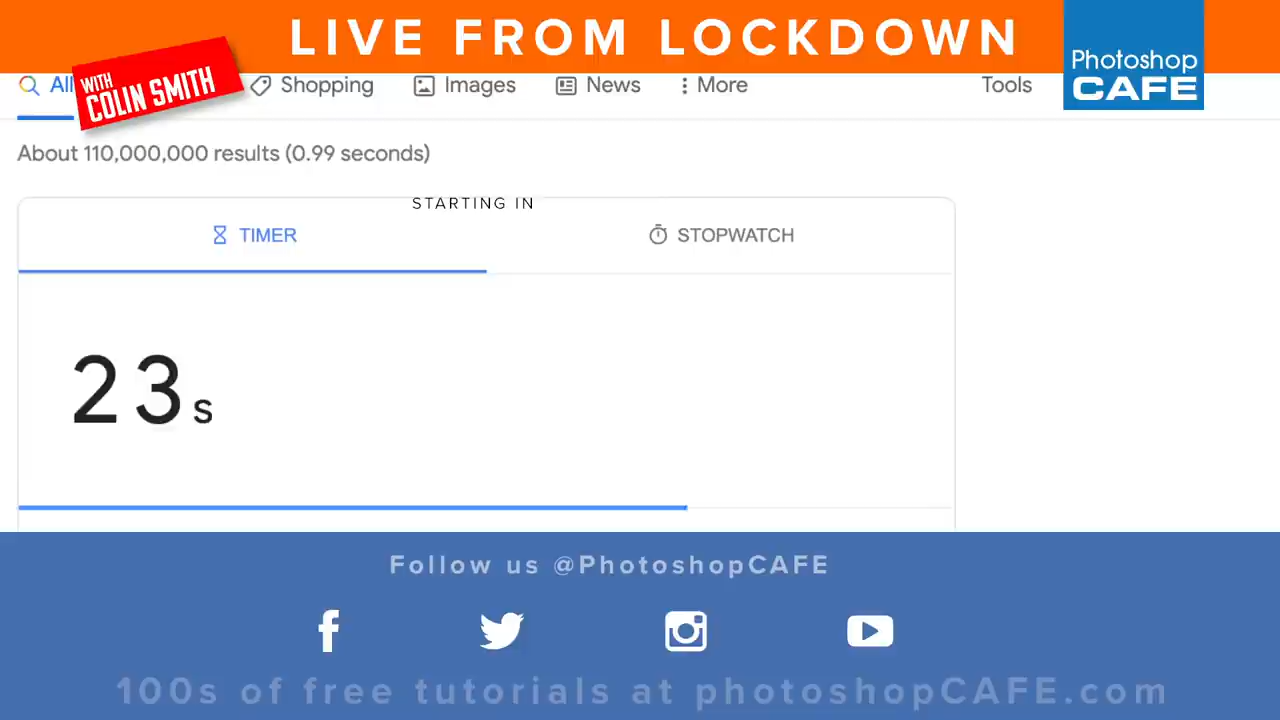 LIVE FROM LOCKDOWN
Photoshop
CAFE
WITH
COLIN SMITH
All
Shopping
Images
News
More
Tools
About 110,000,000 results (0.99 seconds)
STARTING IN
TIMER
STOPWATCH
23s
Follow us @PhotoshopCAFE
100s of free tutorials at photoshopCAFE.com